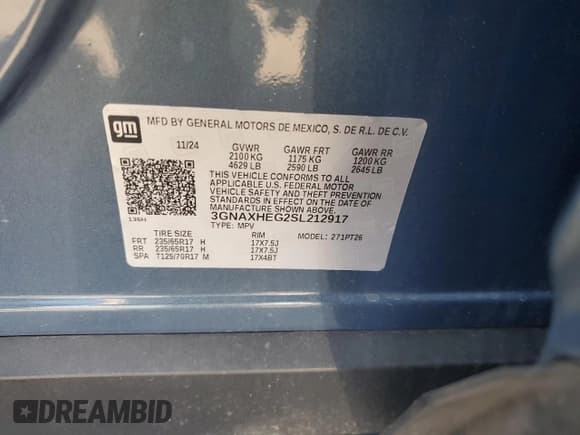 gm
MFD BY GENERAL MOTORS DE MEXICO, S. DE R.L. DE C.V.
11/24 GVWR GAWR FRT GAWR RR
2100 KG 1175 KG 1200 KG
4629 LB 2590 LB 2645 LB
THIS VEHICLE CONFORMS TO ALL
APPLICABLE U.S. FEDERAL MOTOR
VEHICLE SAFETY AND THEFT PREVENTION
STANDARDS IN EFFECT ON THE DATE OF
MANUFACTURE SHOWN ABOVE.
3GNAXHEG2SL212917
TYPE: MPV
136H
TIRE SIZE RIM MODEL: 271PT26
FRT 235/65R17 H 17X7.5J
RR 235/65R17 H 17X7.5J
SPA T125/70R17 M 17X4BT
DREAMBID